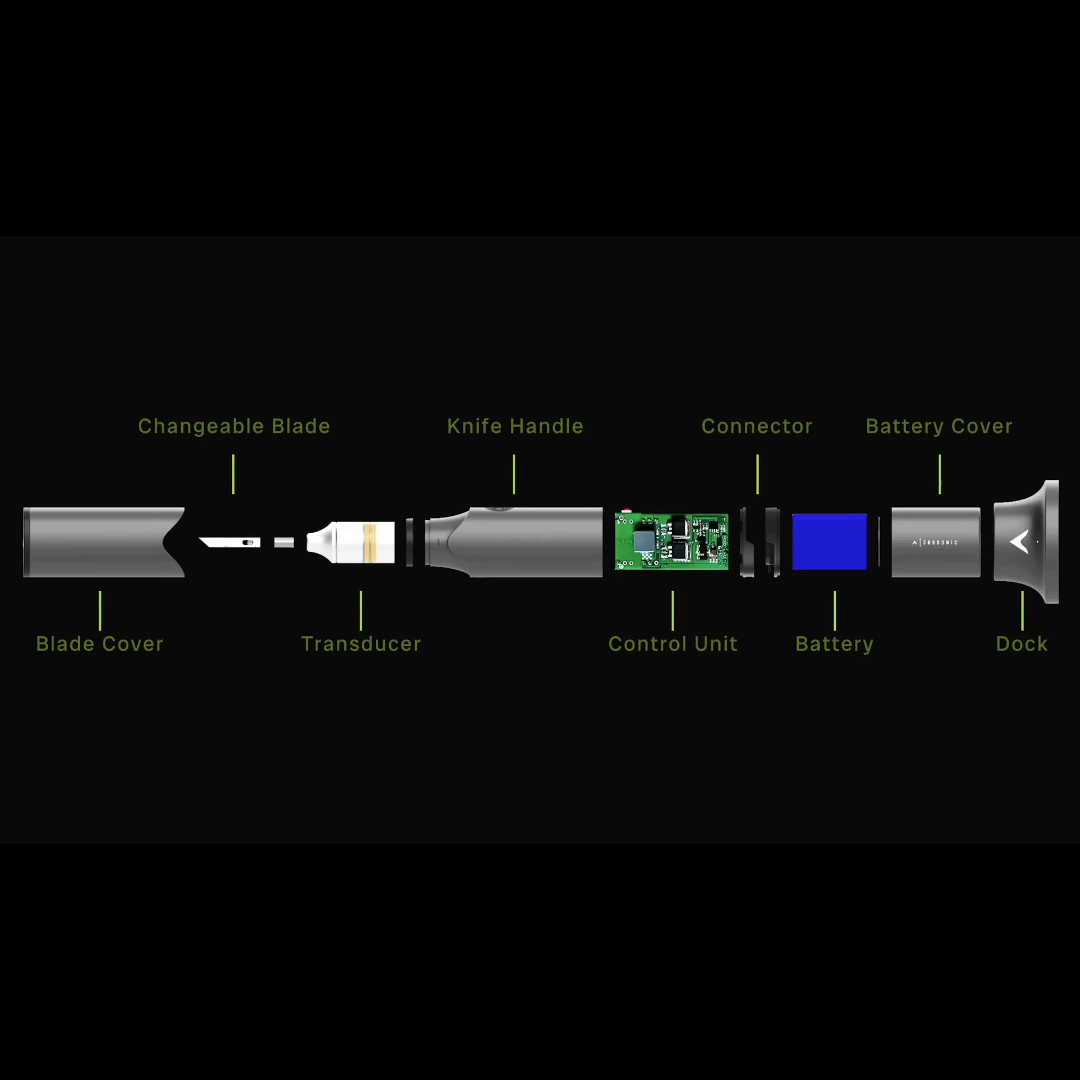 Changeable Blade
Knife Handle
Connector
Battery Cover
Blade Cover
Transducer
Control Unit
Battery
Dock